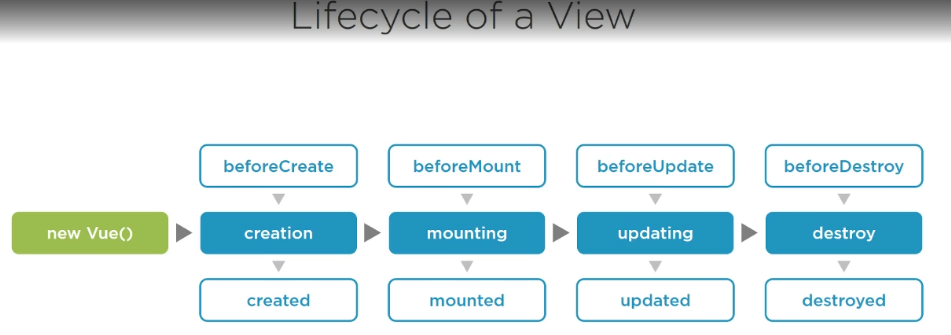 Lifecycle of a View
beforeCreate beforeMount beforeUpdate beforeDestroy
new Vue() creation mounting updating destroy
created mounted updated destroyed